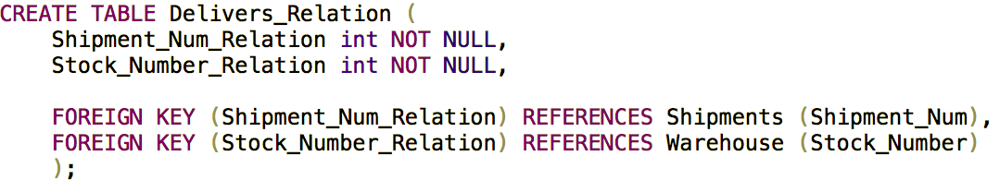 CREATE TABLE Delivers_Relation (
    Shipment_Num_Relation int NOT NULL,
    Stock_Number_Relation int NOT NULL,

    FOREIGN KEY (Shipment_Num_Relation) REFERENCES Shipments (Shipment_Num),
    FOREIGN KEY (Stock_Number_Relation) REFERENCES Warehouse (Stock_Number)
    );